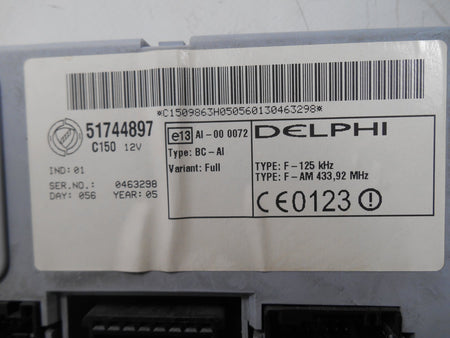 *C1509863H050560130463298*
51744897
C150 12V
IND: 01
SER.NO.: 0463298
DAY: 056 YEAR: 05
e13 AI-00 0072
Type: BC-AI
Variant: Full
DELPHI
TYPE: F-125 kHz
TYPE: F-AM 433,92 MHz
CE0123